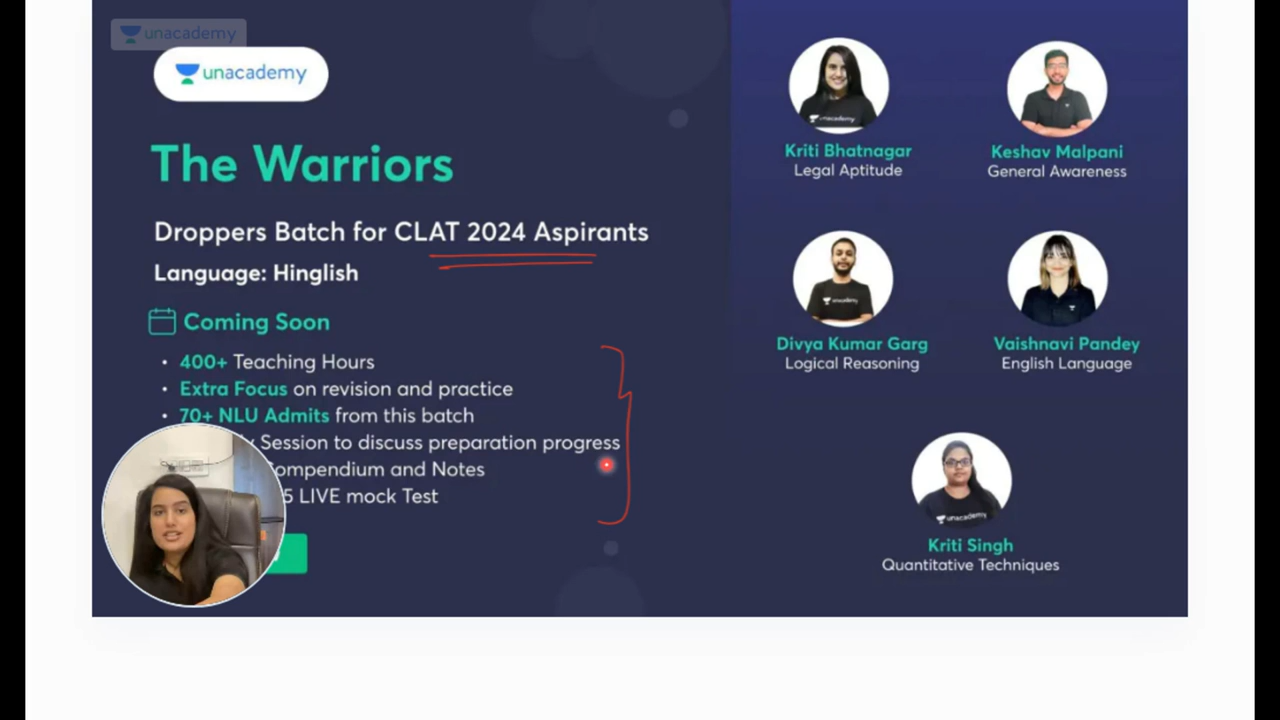 unacademy
unacademy
The Warriors
Droppers Batch for CLAT 2024 Aspirants
Language: Hinglish
Coming Soon
• 400+ Teaching Hours
• Extra Focus on revision and practice
• 70+ NLU Admits from this batch
Session to discuss preparation progress
Compendium and Notes
5 LIVE mock Test
Kriti Bhatnagar
Legal Aptitude
Keshav Malpani
General Awareness
Divya Kumar Garg
Logical Reasoning
Vaishnavi Pandey
English Language
Kriti Singh
Quantitative Techniques